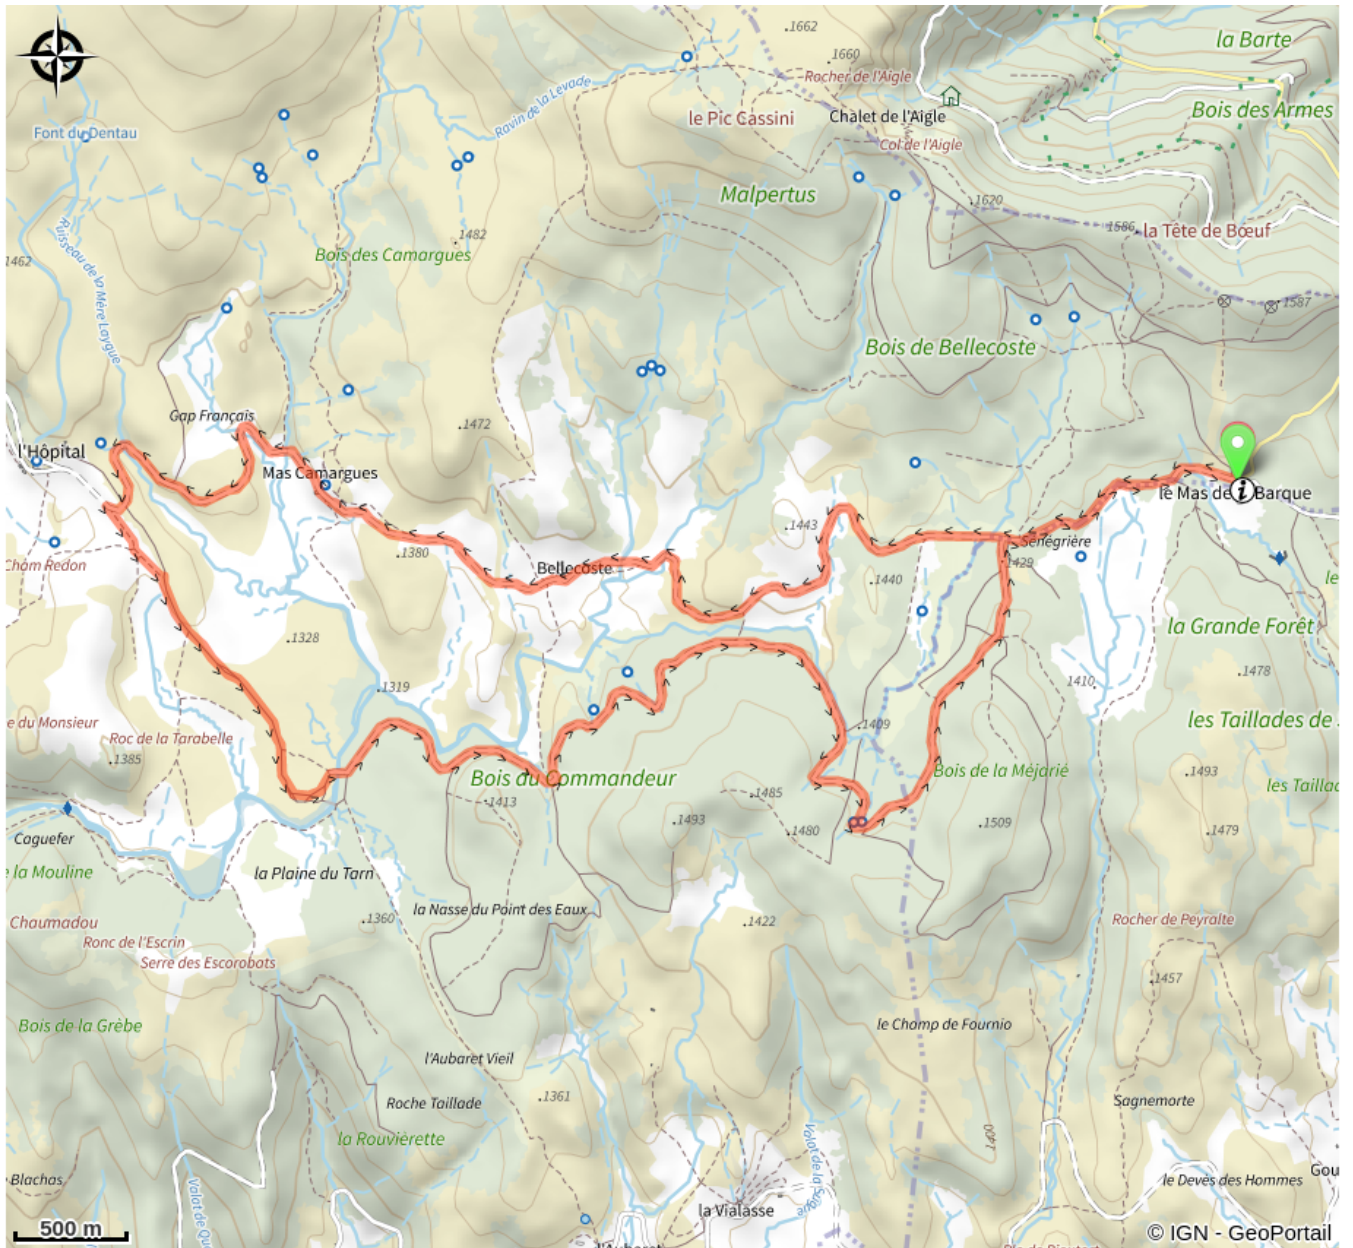 1662
la Barte
1660
Rocher de l'Aigle
Ravin de la Levade
Bois des Armes
le Pic Cassini
Chalet de l'Aigle
Font du Dentau
Col de l'Aigle
Malpertus
1620
1482
1586
la Tête de Bœuf
Bois des Camargues
1462
Ruisseau de la Mère Laygue
1587
Bois de Bellecoste
Gap Français
1472
l'Hôpital
Mas Camargues
le Mas de la Barque
1443
Sénégrière
1380
1429
Chom Redon
Bellecoste
1440
le
1328
la Grande Forêt
1478
1319
1410
e du Monsieur
1409
les Taillades de
Roc de la Tarabelle
1385
Bois du Commandeur
Bois de la Méjarié
1493
les Taillad
1485
1413
1493
1480
1509
1479
Caguefer
e la Mouline
la Plaine du Tarn
la Nasse du Point des Eaux
1360
1422
Rocher de Peyralte
Chaumadou
Ronc de l'Escrin
Serre des Escorobats
1457
Bois de la Grèbe
le Chomp de Fournio
l'Aubaret Vieil
1361
Roche Taillade
Sagnemorte
la Rouvièrette
1400
Gou
Blachas
le Devès des Hommes
la Vialasse
500 m
© IGN - GeoPortail